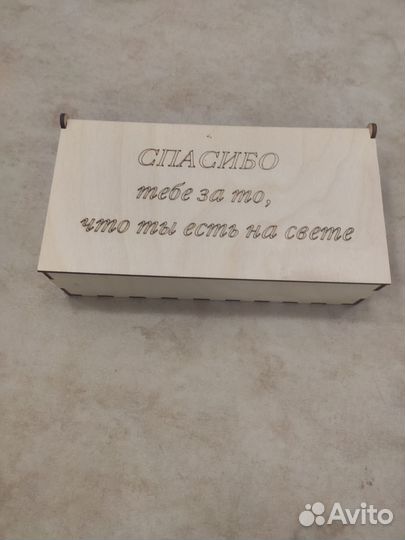 СПАСИБО
тебе за то,
что ты есть на свете
Avito